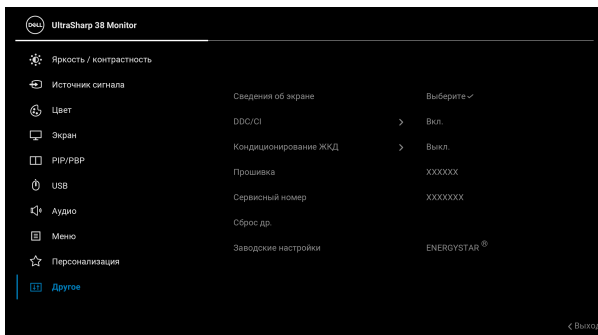 DELL UltraSharp 38 Monitor
Яркость / контрастность
Источник сигнала
Цвет
Экран
PIP/PBP
USB
Аудио
Меню
Персонализация
Другое
Сведения об экране Выберите
DDC/CI Вкл.
Кондиционирование ЖКД Выкл.
Прошивка XXXXXX
Сервисный номер XXXXXXX
Сброс др.
Заводские настройки ENERGYSTAR ®
Выход